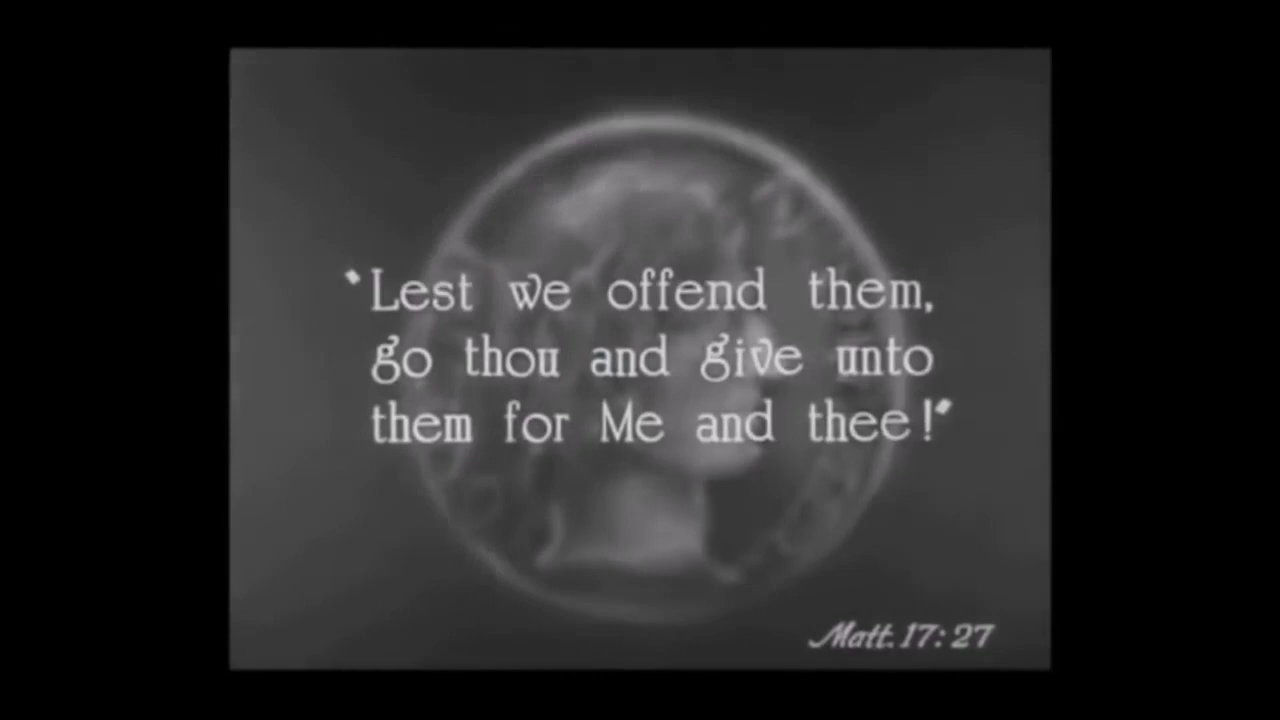 "Lest we offend them,
go thou and give unto
them for Me and thee!"
Matt. 17:27